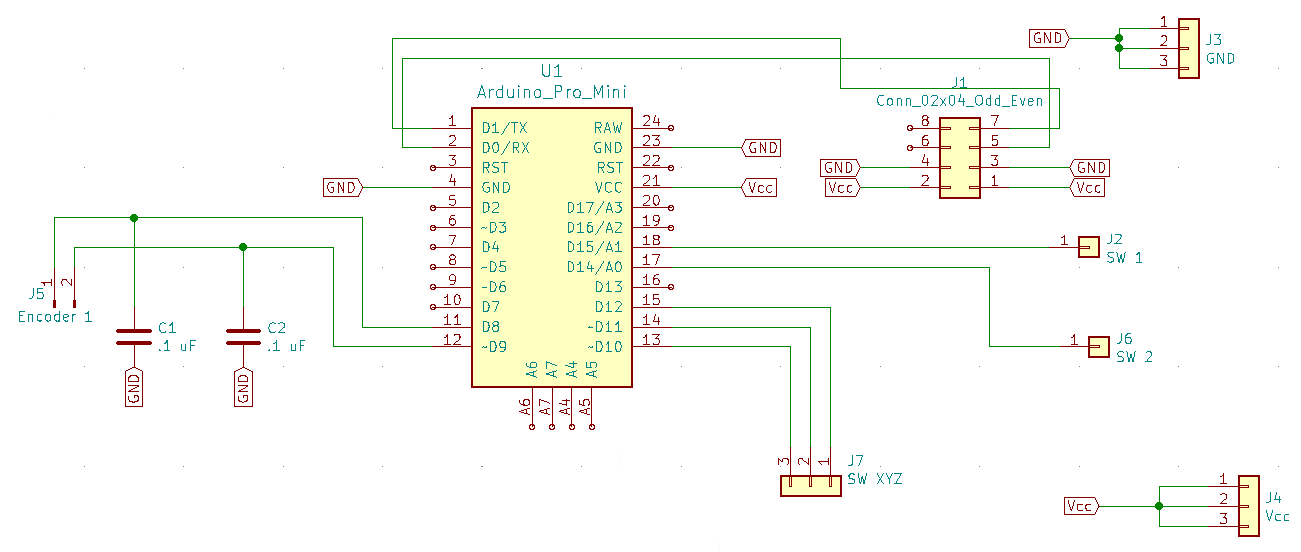 GND
1
2
3
J3
GND
U1
Arduino_Pro_Mini
J1
Conn_02x04_Odd_Even
1 D1/TX RAW 24
2 D0/RX GND 23 GND
3 RST RST 22
GND 4 GND VCC 21 Vcc
5 D2 D17/A3 20
6 ~D3 D16/A2 19
7 D4 D15/A1 18
8 ~D5 D14/A0 17
9 ~D6 D13 16
10 D7 D12 15
11 D8 ~D11 14
12 ~D9 ~D10 13
A6 A7 A4 A5
A6 A7 A4 A5
8 7
6 5
GND 4 3 GND
Vcc 2 1 Vcc
1 J2
SW 1
1 J6
SW 2
1 2
J5
Encoder 1
C1
.1 uF
GND
C2
.1 uF
GND
3 2 1
J7
SW XYZ
Vcc
1
2
3
J4
Vcc